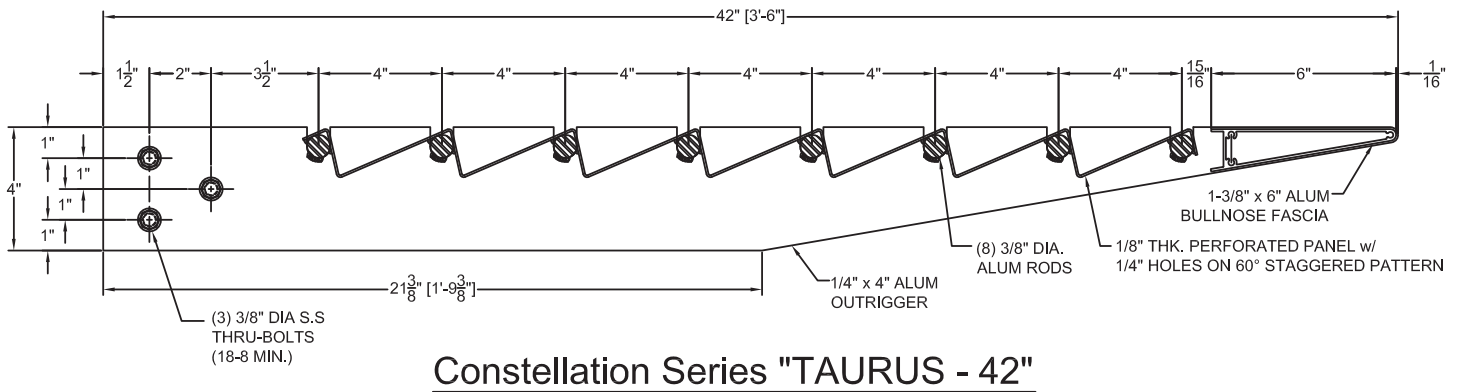 42" [3'-6"]
1 1/2" 2" 3 1/2" 4" 4" 4" 4" 4" 4" 4" 15/16" 6" 1/16"
1"
1"
4"
1"
1"
1-3/8" x 6" ALUM
BULLNOSE FASCIA
(8) 3/8" DIA.
ALUM RODS
1/8" THK. PERFORATED PANEL w/
1/4" HOLES ON 60° STAGGERED PATTERN
1/4" x 4" ALUM
OUTRIGGER
21 3/8" [1'-9 3/8"]
(3) 3/8" DIA S.S
THRU-BOLTS
(18-8 MIN.)
Constellation Series "TAURUS - 42"